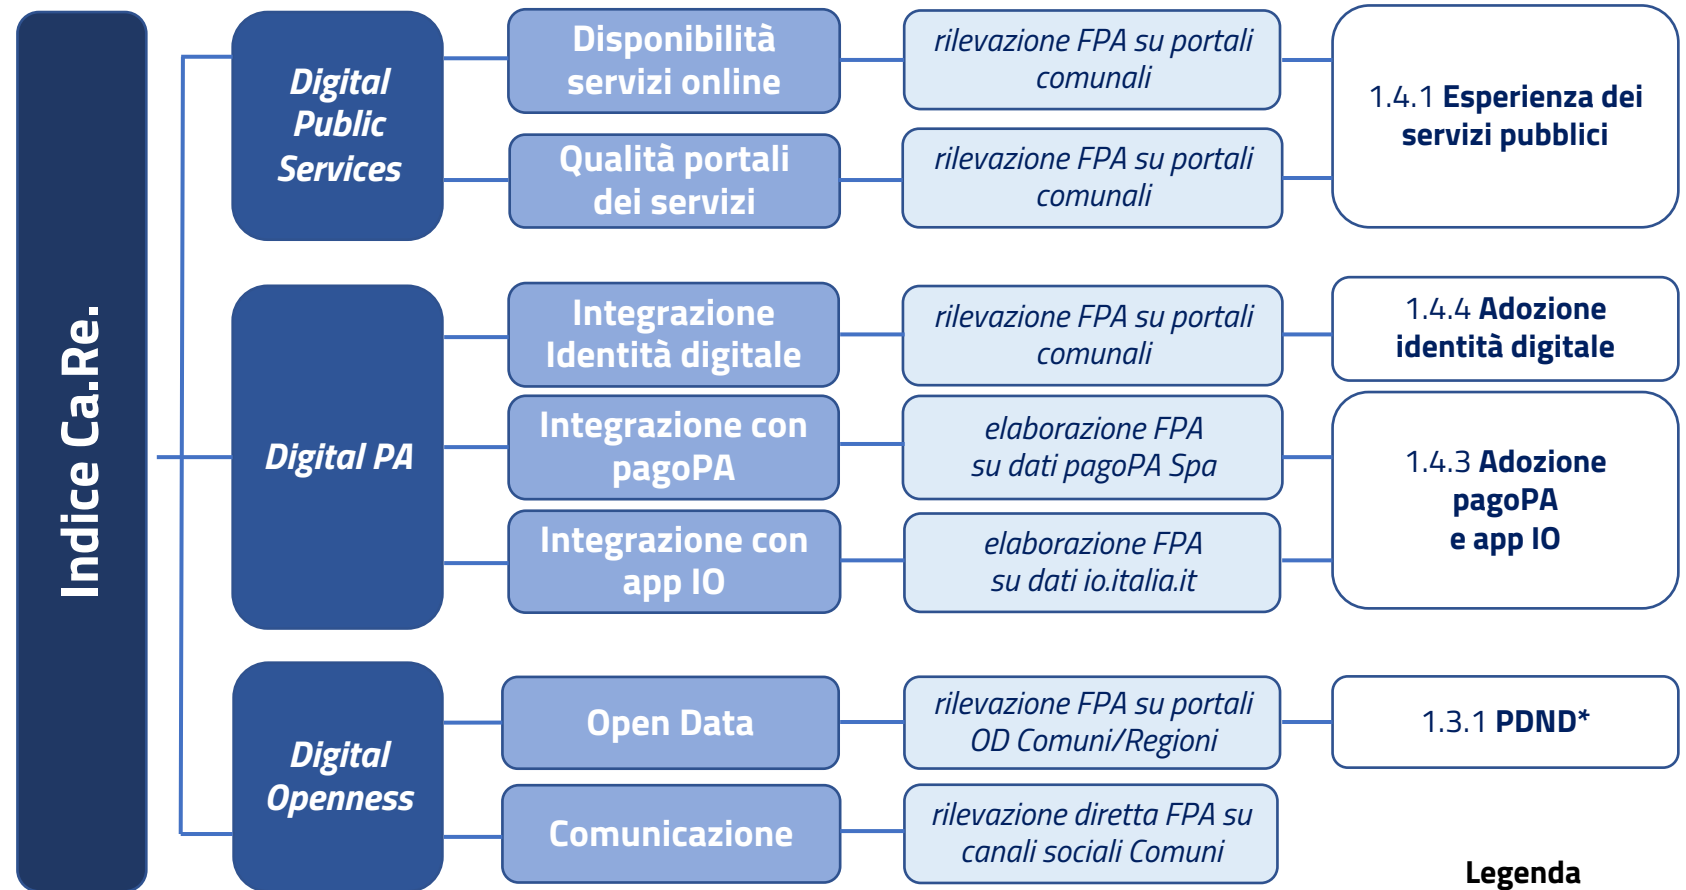 Indice Ca.Re.
Digital
Public
Services
Disponibilità
servizi online
rilevazione FPA su portali
comunali
1.4.1 Esperienza dei
servizi pubblici
Qualità portali
dei servizi
rilevazione FPA su portali
comunali
Digital PA
Integrazione
Identità digitale
rilevazione FPA su portali
comunali
1.4.4 Adozione
identità digitale
Integrazione con
pagoPA
elaborazione FPA
su dati pagoPA Spa
1.4.3 Adozione
pagoPA
e app IO
Integrazione con
app IO
elaborazione FPA
su dati io.italia.it
Digital
Openness
Open Data
rilevazione FPA su portali
OD Comuni/Regioni
1.3.1 PDND*
Comunicazione
rilevazione diretta FPA su
canali sociali Comuni
Legenda